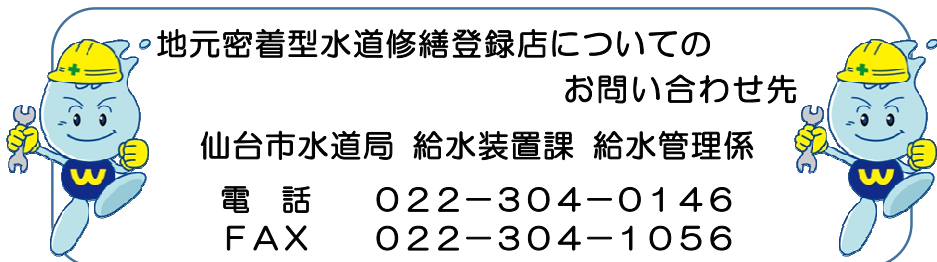 地元密着型水道修繕登録店についての
お問い合わせ先
仙台市水道局 給水装置課 給水管理係
電 話 022-304-0146
FAX 022-304-1056
W
W